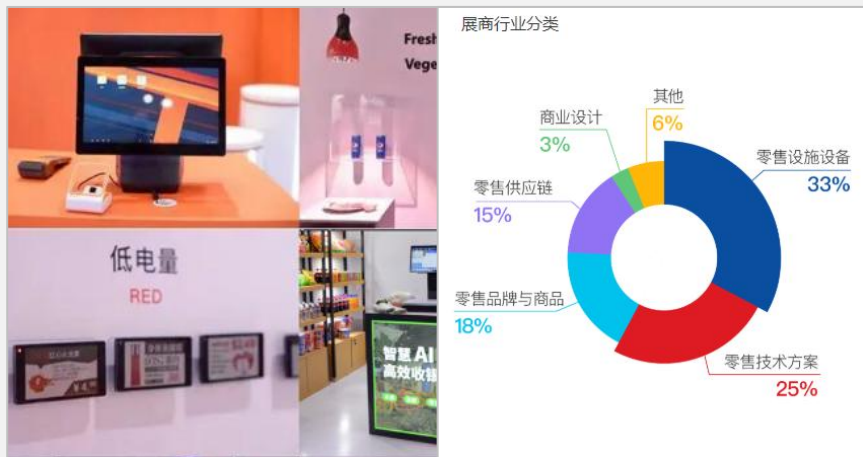 Fresh
Vege
低电量
RED
智慧AI
高效收银
展商行业分类
其他
6%
商业设计
3%
零售设施设备
33%
零售供应链
15%
零售品牌与商品
18%
零售技术方案
25%